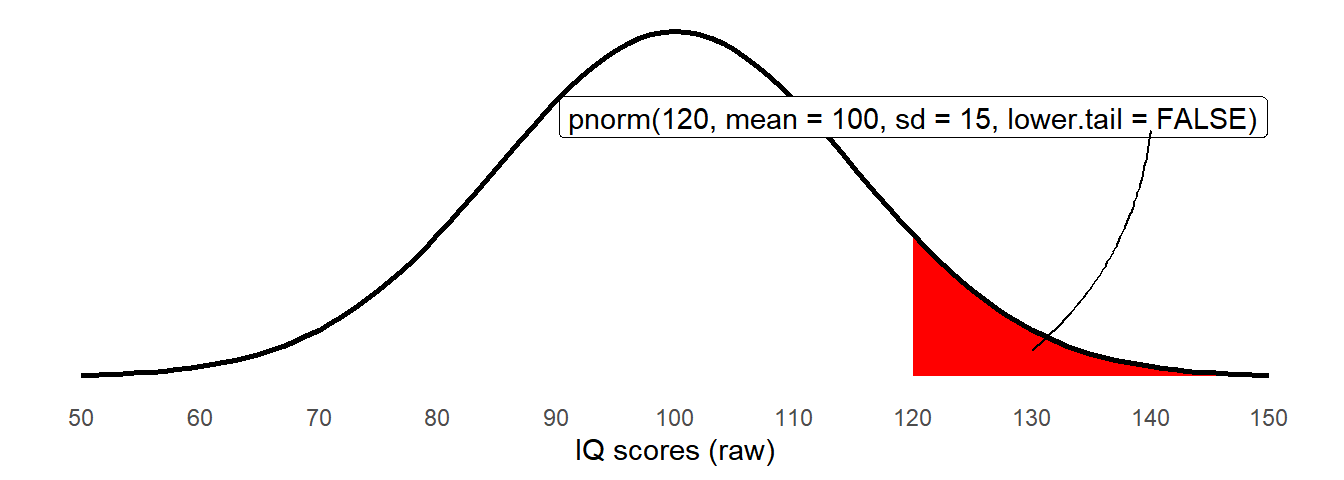 pnorm(120, mean = 100, sd = 15, lower.tail = FALSE)
50 60 70 80 90 100 110 120 130 140 150
IQ scores (raw)